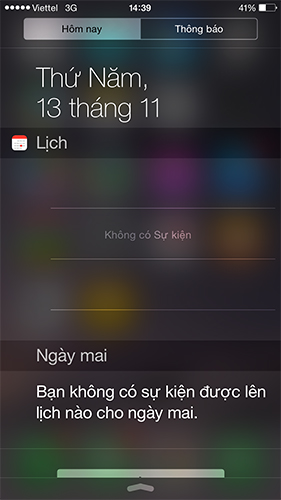 Viettel 3G 14:39 41%
Hôm nay Thông báo
Thứ Năm,
13 tháng 11
Lịch
Không có Sự kiện
Ngày mai
Bạn không có sự kiện được lên
lịch nào cho ngày mai.